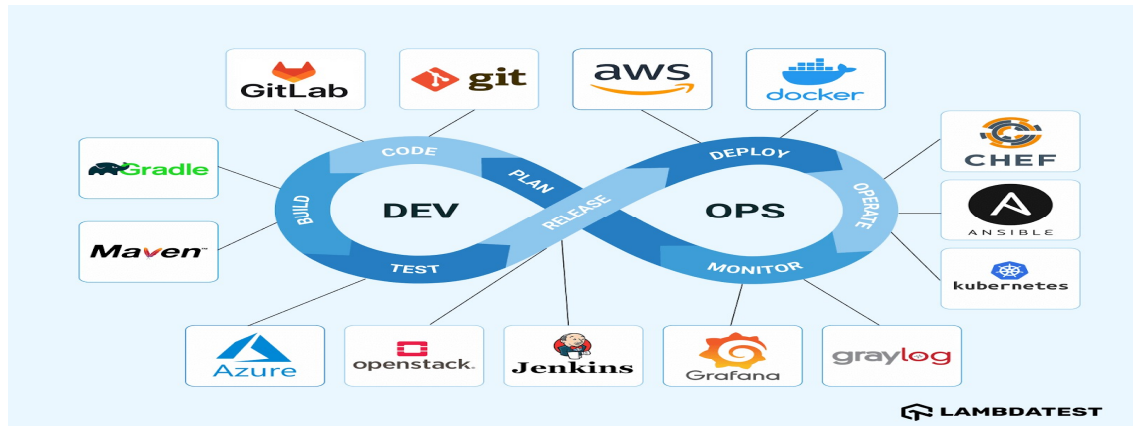 GitLab
git
aws
docker
Gradle
CODE
PLAN
DEPLOY
CHEF
BUILD
DEV
RELEASE
OPS
OPERATE
ANSIBLE
Maven™
TEST
MONITOR
kubernetes
Azure
openstack.
Jenkins
Grafana
graylog
LAMBDATEST